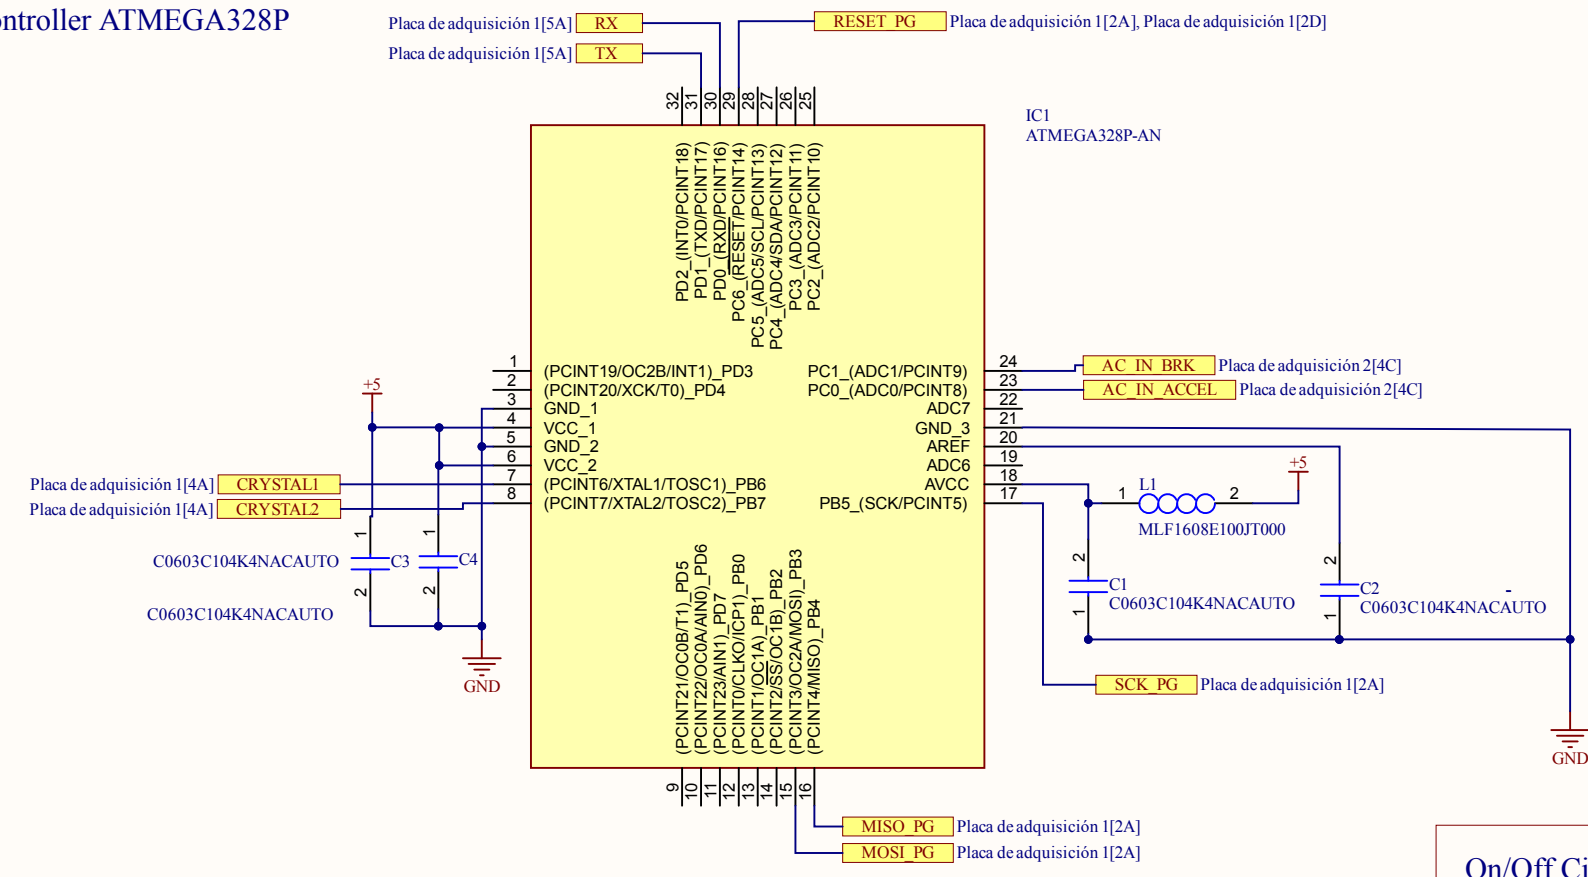 ontroller ATMEGA328P
Placa de adquisición 1[5A] RX
Placa de adquisición 1[5A] TX
RESET_PG Placa de adquisición 1[2A], Placa de adquisición 1[2D]
IC1
ATMEGA328P-AN
32
31
30
29
28
27
26
25
PD2_(INT0/PCINT18)
PD1_(TXD/PCINT17)
PD0_(RXD/PCINT16)
PC6_(RESET/PCINT14)
PC5_(ADC5/SCL/PCINT13)
PC4_(ADC4/SDA/PCINT12)
PC3_(ADC3/PCINT11)
PC2_(ADC2/PCINT10)
1 (PCINT19/OC2B/INT1)_PD3
2 (PCINT20/XCK/T0)_PD4
3 GND_1
4 VCC_1
5 GND_2
6 VCC_2
7 (PCINT6/XTAL1/TOSC1)_PB6
8 (PCINT7/XTAL2/TOSC2)_PB7
PC1_(ADC1/PCINT9) 24
PC0_(ADC0/PCINT8) 23
ADC7 22
GND_3 21
AREF 20
ADC6 19
AVCC 18
PB5_(SCK/PCINT5) 17
AC_IN_BRK Placa de adquisición 2[4C]
AC_IN_ACCEL Placa de adquisición 2[4C]
+5
Placa de adquisición 1[4A] CRYSTAL1
Placa de adquisición 1[4A] CRYSTAL2
1
2
C0603C104K4NACAUTO C3
1
2
C4
C0603C104K4NACAUTO
GND
+5
L1
1 2
MLF1608E100JT000
2
1
C1
C0603C104K4NACAUTO
2
1
C2 -
C0603C104K4NACAUTO
SCK_PG Placa de adquisición 1[2A]
GND
(PCINT21/OC0B/T1)_PD5
(PCINT22/OC0A/AIN0)_PD6
(PCINT23/AIN1)_PD7
(PCINT0/CLKO/ICP1)_PB0
(PCINT1/OC1A)_PB1
(PCINT2/SS/OC1B)_PB2
(PCINT3/OC2A/MOSI)_PB3
(PCINT4/MISO)_PB4
9
10
11
12
13
14
15
16
MISO_PG Placa de adquisición 1[2A]
MOSI_PG Placa de adquisición 1[2A]
On/Off Ci